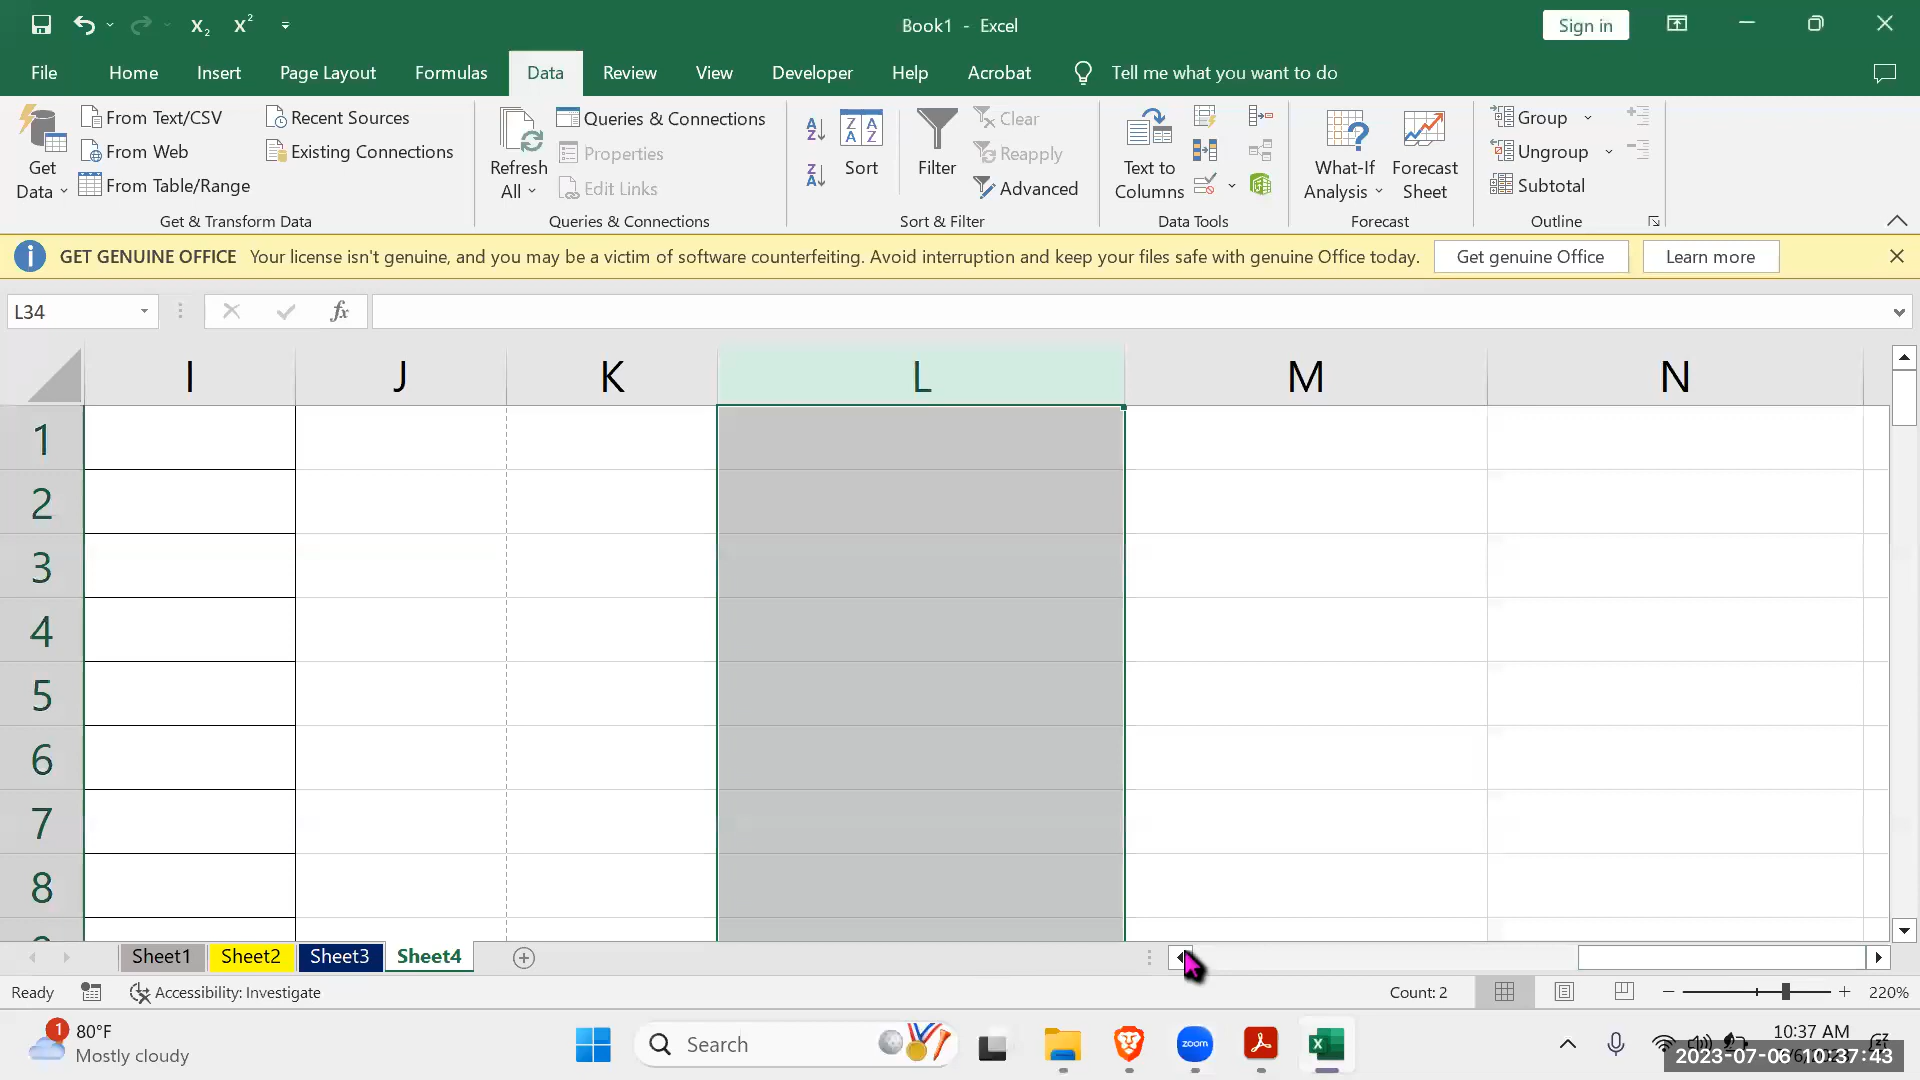 Book1 - Excel
Sign in
X₂ X²
File Home Insert Page Layout Formulas Data Review View Developer Help Acrobat Tell me what you want to do
Get Data
From Text/CSV
From Web
From Table/Range
Recent Sources
Existing Connections
Get & Transform Data
Refresh All
Queries & Connections
Properties
Edit Links
Queries & Connections
Sort
Filter
Clear
Reapply
Advanced
Sort & Filter
Text to Columns
Data Tools
What-If Analysis
Forecast Sheet
Forecast
Group
Ungroup
Subtotal
Outline
GET GENUINE OFFICE Your license isn't genuine, and you may be a victim of software counterfeiting. Avoid interruption and keep your files safe with genuine Office today. Get genuine Office Learn more
L34
fx
I J K L M N
1
2
3
4
5
6
7
8
Sheet1 Sheet2 Sheet3 Sheet4
Ready Accessibility: Investigate Count: 2 220%
1 80°F
Mostly cloudy
Search
zoom
10:37 AM
2023-07-06 10:37:43